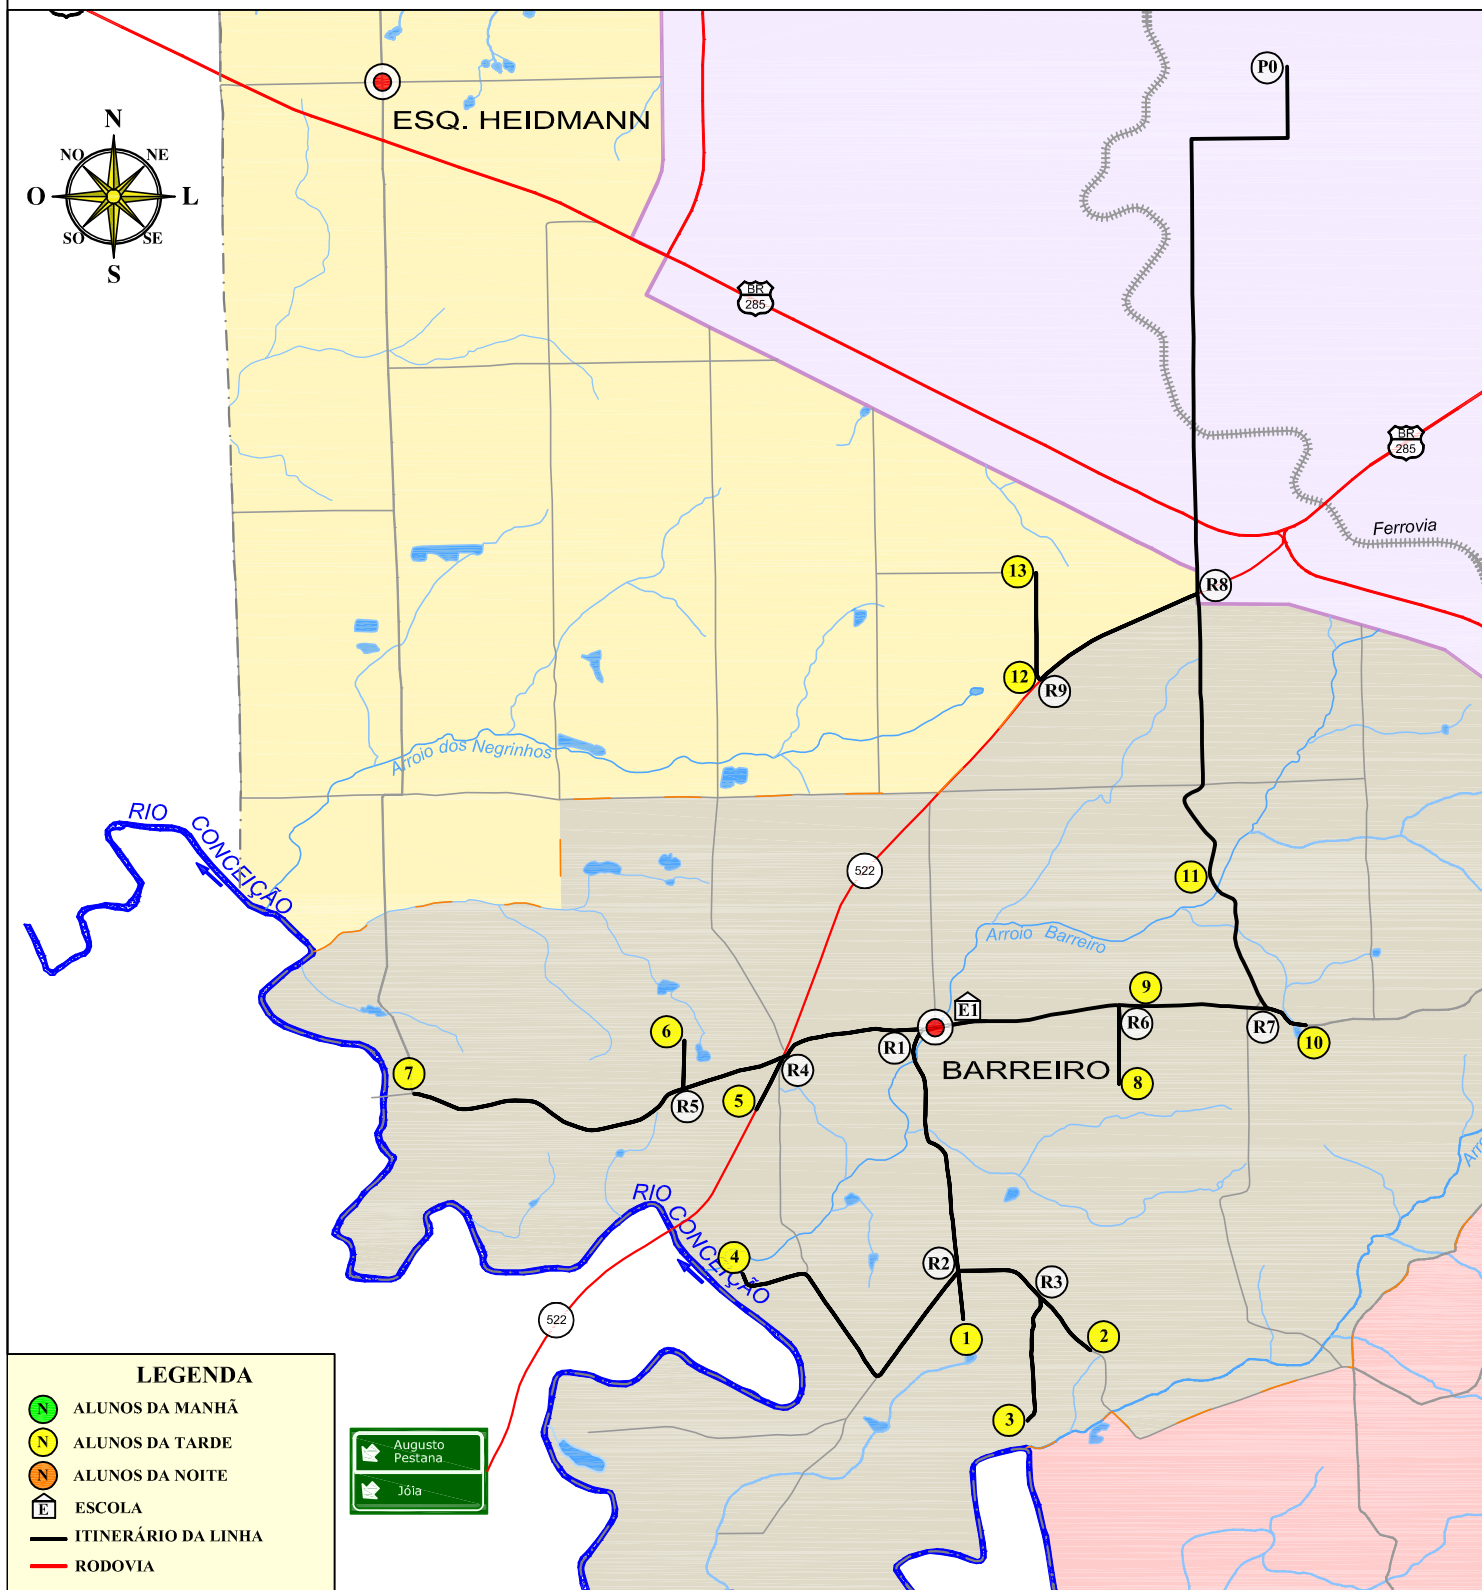 P0
ESQ. HEIDMANN
N
NO
NE
O
L
SO
SE
S
BR
285
BR
285
Ferrovia
13
R8
12
R9
Arroio dos Negrinhos
RIO
CONCEIÇÃO
522
11
Arroio Barreiro
9
E1
6
R1
R6
R7
10
7
R4
BARREIRO
8
5
R5
Arro
RIO
CONCEIÇÃO
4
R2
R3
522
1
2
3
LEGENDA
N ALUNOS DA MANHÃ
N ALUNOS DA TARDE
N ALUNOS DA NOITE
E ESCOLA
ITINERÁRIO DA LINHA
RODOVIA
Augusto
Pestana
Jóia